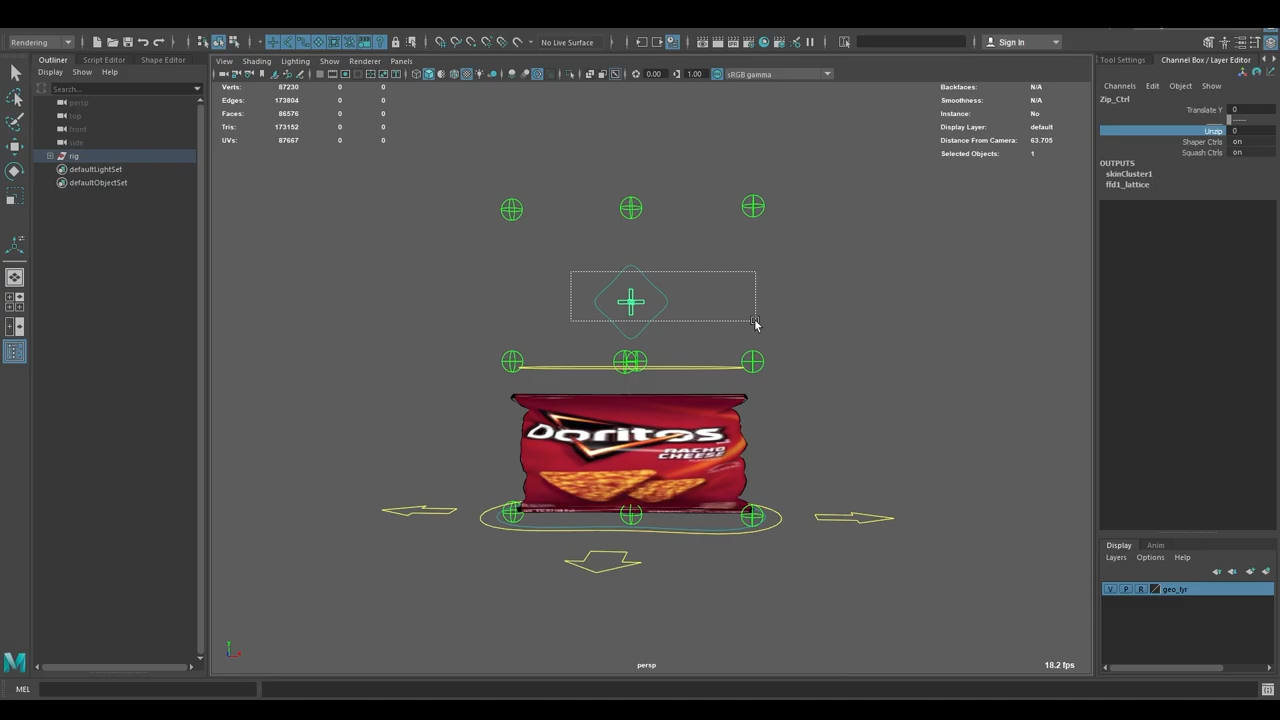 Rendering
No Live Surface
Sign In
Outliner
Script Editor
Shape Editor
Display
Show
Help
Search...
persp
top
front
side
rig
defaultLightSet
defaultObjectSet
View
Shading
Lighting
Show
Renderer
Panels
0.00
1.00
sRGB gamma
Verts: 87230 0 0
Edges: 173804 0 0
Faces: 86576 0 0
Tris: 173152 0 0
UVs: 87667 0 0
Backfaces: N/A
Smoothness: N/A
Instance: No
Display Layer: default
Distance From Camera: 63.705
Selected Objects: 1
Doritos
NACHO
CHEESE
persp
18.2 fps
Tool Settings
Channel Box / Layer Editor
Channels
Edit
Object
Show
Zip_Ctrl
Translate Y 0
Unzip 0
Shaper Ctrls on
Squash Ctrls on
OUTPUTS
skinCluster1
ffd1_lattice
Display
Anim
Layers
Options
Help
V P R geo_lyr
MEL